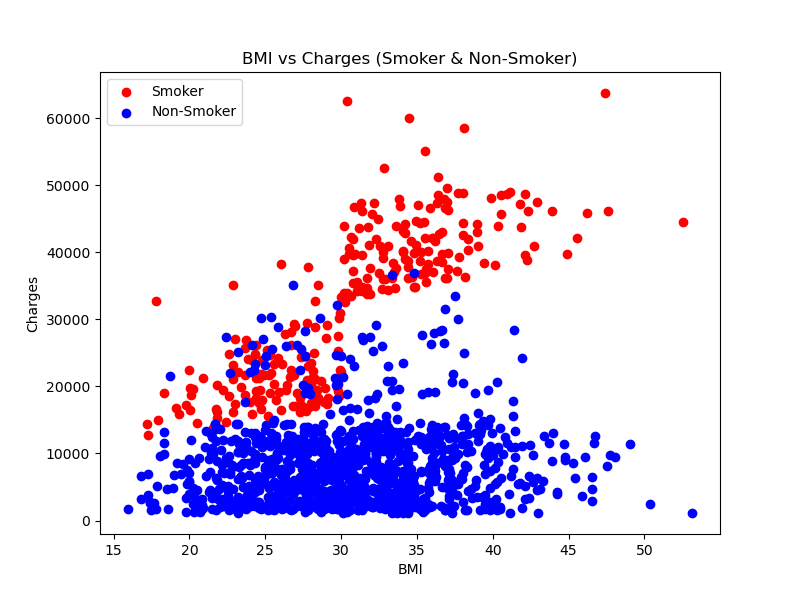 BMI vs Charges (Smoker & Non-Smoker)
Smoker
Non-Smoker
60000
50000
40000
30000
20000
10000
0
Charges
15 20 25 30 35 40 45 50
BMI